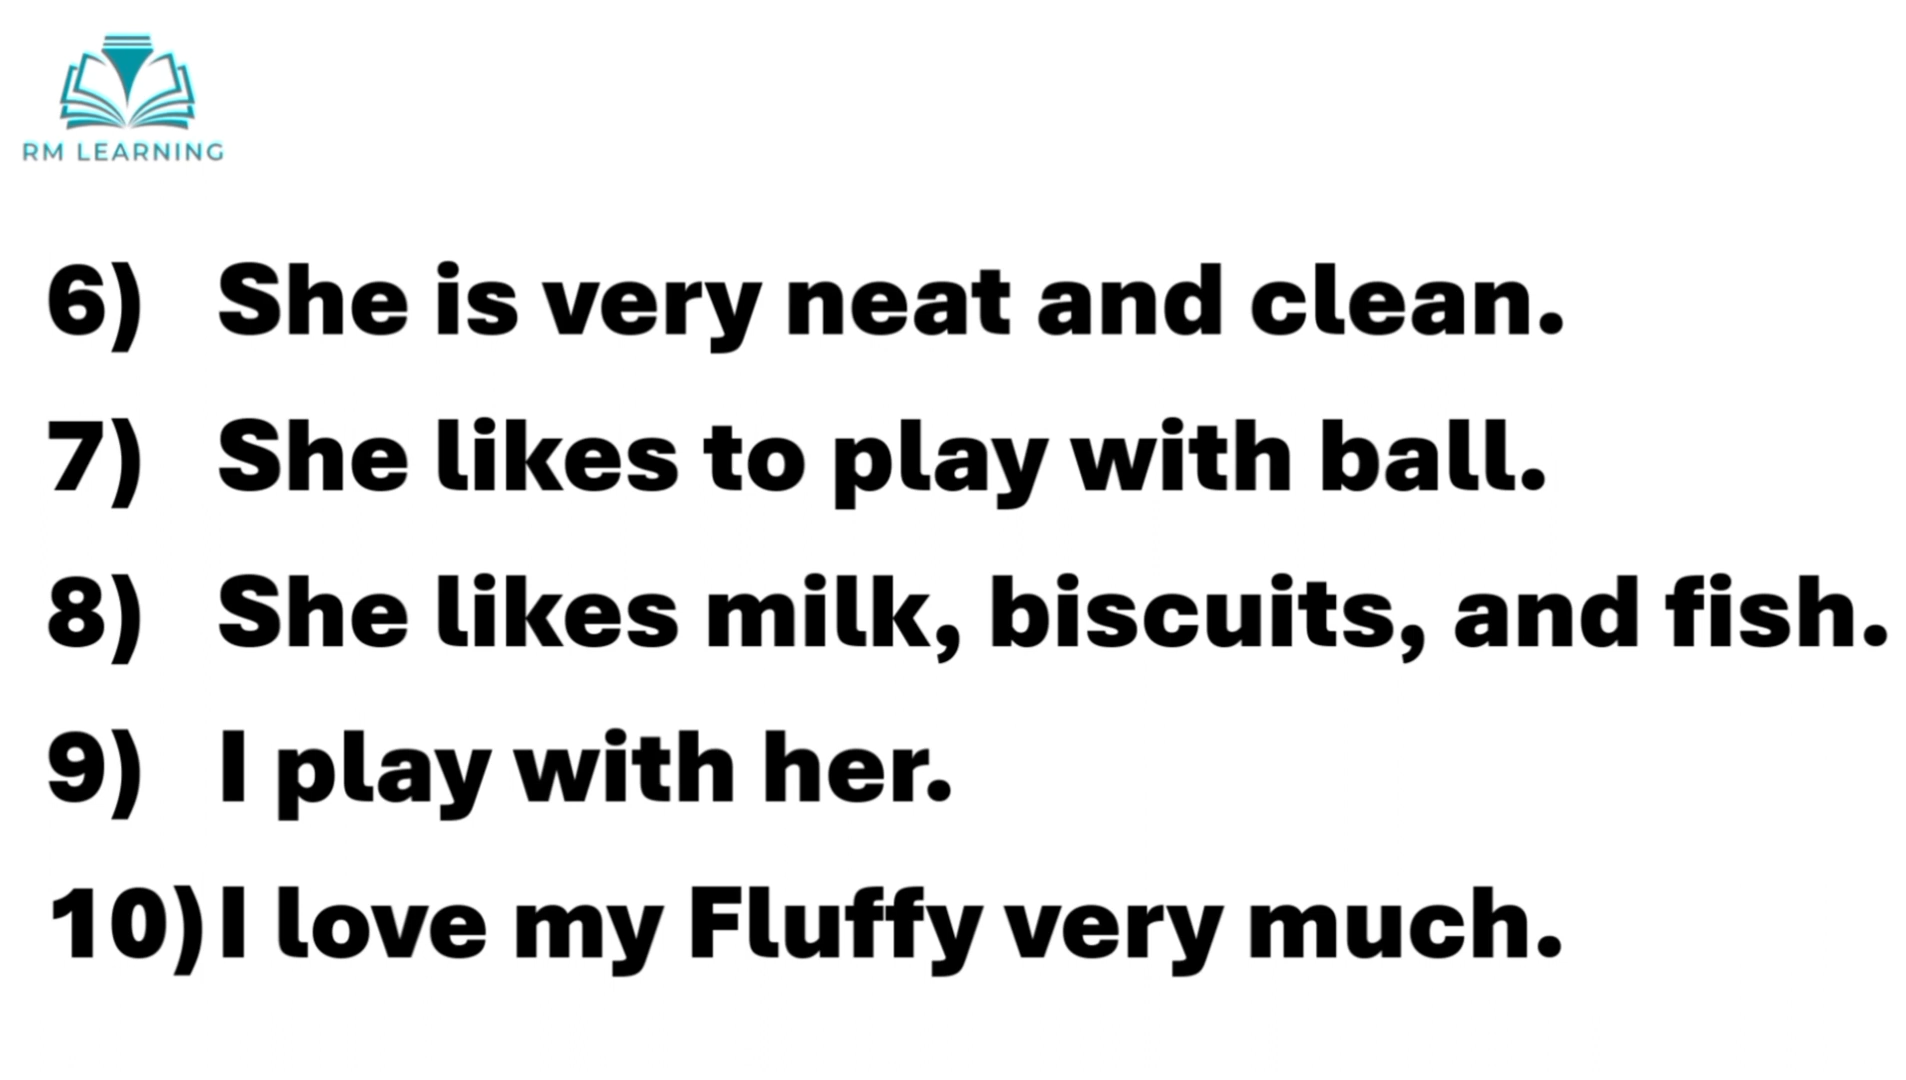 RM LEARNING
6) She is very neat and clean.
7) She likes to play with ball.
8) She likes milk, biscuits, and fish.
9) I play with her.
10) I love my Fluffy very much.